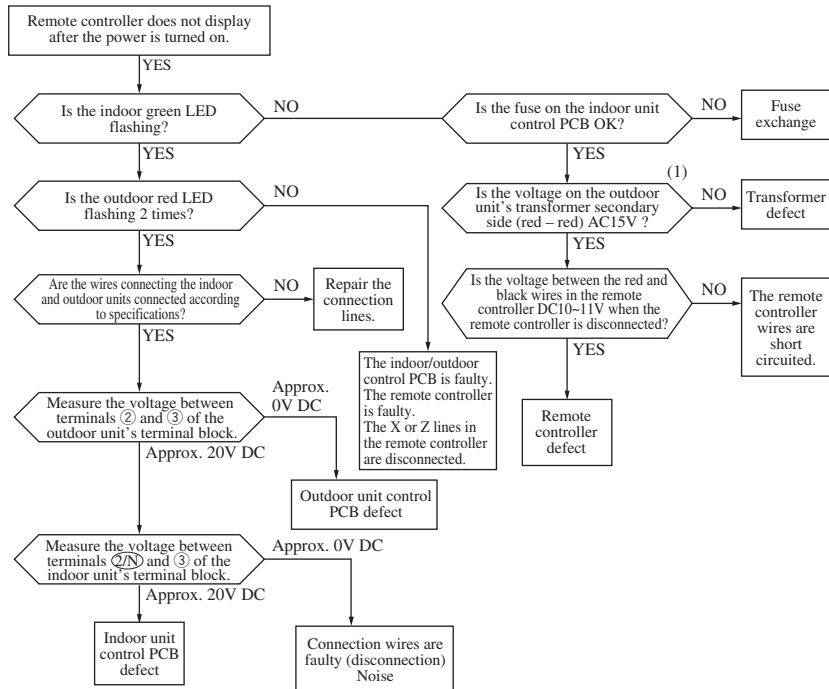 Remote controller does not display
after the power is turned on.
YES
Is the indoor green LED
flashing?
NO
Is the fuse on the indoor unit
control PCB OK?
NO
Fuse
exchange
YES
YES
(1)
Is the outdoor red LED
flashing 2 times?
NO
Is the voltage on the outdoor
unit's transformer secondary
side (red – red) AC15V ?
NO
Transformer
defect
YES
YES
Are the wires connecting the indoor
and outdoor units connected according
to specifications?
NO
Repair the
connection
lines.
Is the voltage between the red and
black wires in the remote
controller DC10~11V when the
remote controller is disconnected?
NO
The remote
controller
wires are
short
circuited.
YES
YES
The indoor/outdoor
control PCB is faulty.
The remote controller
is faulty.
The X or Z lines in
the remote controller
are disconnected.
Remote
controller
defect
Measure the voltage between
terminals ② and ③ of the
outdoor unit's terminal block.
Approx.
0V DC
Approx. 20V DC
Outdoor unit control
PCB defect
Measure the voltage between
terminals 2/N and ③ of the
indoor unit's terminal block.
Approx. 0V DC
Approx. 20V DC
Indoor unit
control PCB
defect
Connection wires are
faulty (disconnection)
Noise